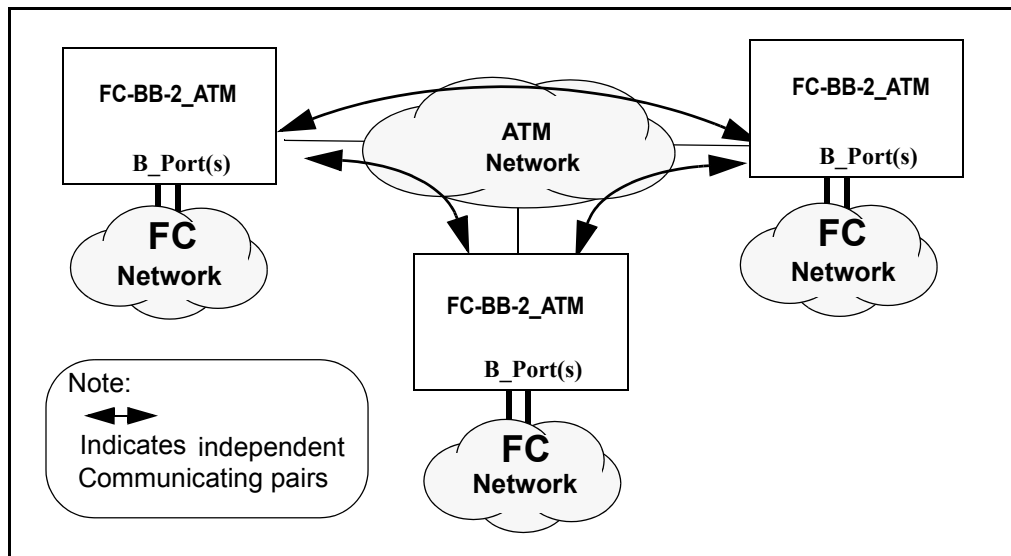 FC-BB-2_ATM
B_Port(s)
FC
Network
ATM
Network
FC-BB-2_ATM
B_Port(s)
FC
Network
FC-BB-2_ATM
B_Port(s)
FC
Network
Note:
Indicates independent
Communicating pairs